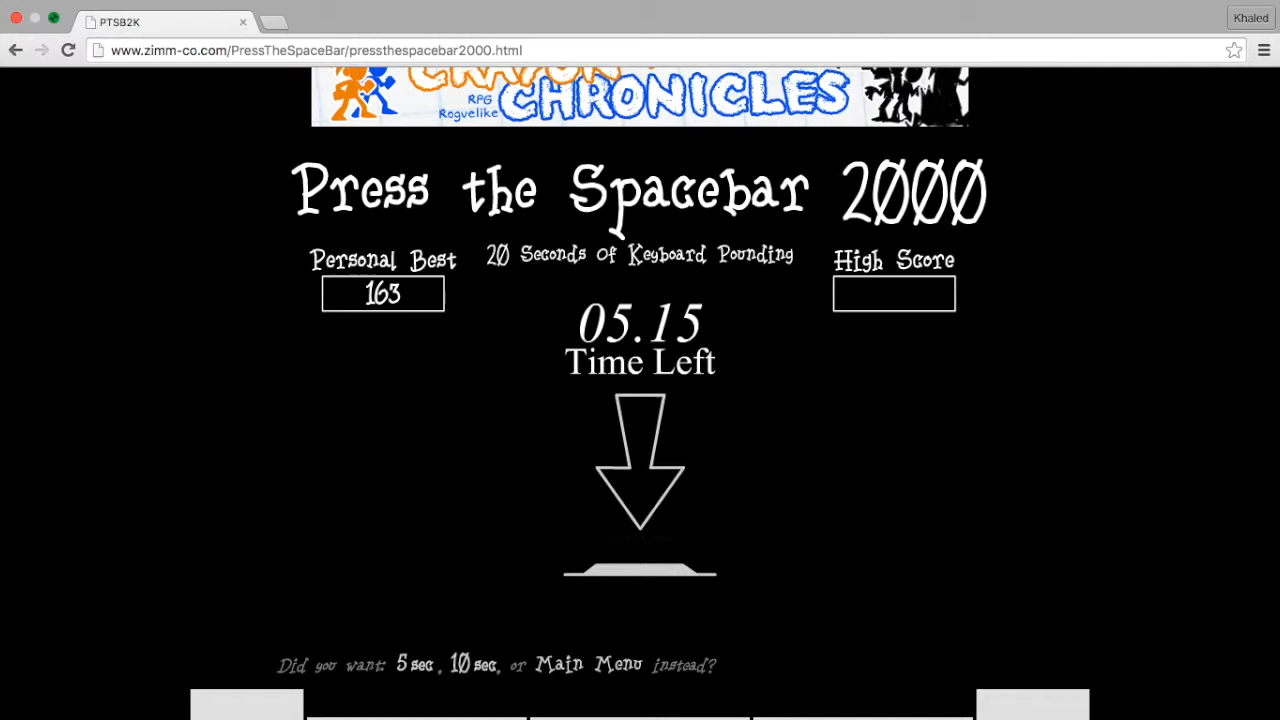 PTSB2K
Khaled
www.zimm-co.com/PressTheSpaceBar/pressthespacebar2000.html
CRAYON
RPG
Roguelike
CHRONICLES
Press the Spacebar 2000
Personal Best
20 Seconds Of Keyboard Pounding
High Score
163
05.15
Time Left
Did you want: 5 sec, 10 sec, or Main Menu instead?